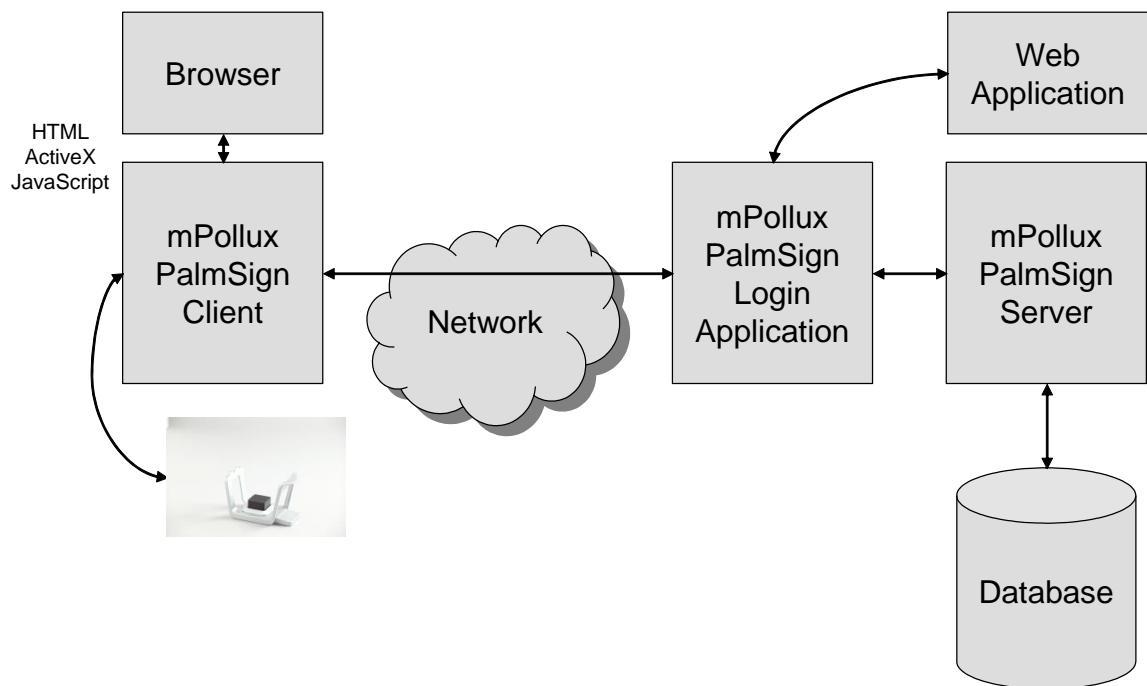 Browser
HTML
ActiveX
JavaScript
mPollux
PalmSign
Client
Network
Web
Application
mPollux
PalmSign
Login
Application
mPollux
PalmSign
Server
Database